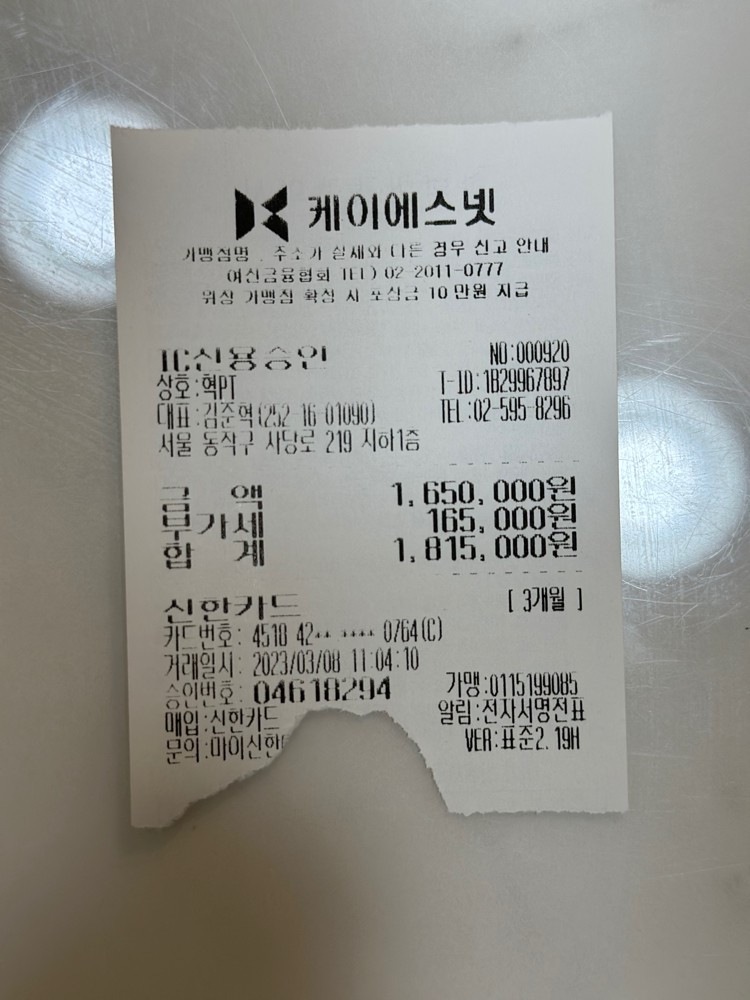 케이에스넷
가맹점명, 주소가 실제와 다른 경우 신고 안내
여신금융협회 TEL) 02-2011-0777
위장 가맹점 확정 시 포상금 10만원 지급
IC신용승인 NO:000920
상호:혁PT T-ID:1B29967897
대표:김준혁(252-16-01090) TEL:02-595-8296
서울 동작구 사당로 219 지하1층
금 액 1,650,000원
부가세 165,000원
합 계 1,815,000원
신한카드 [ 3개월 ]
카드번호: 4518 42** **** 0764(C)
거래일시: 2023/03/08 11:04:10
승인번호: 04618294 가맹:0115199085
매입:신한카드 알림:전자서명전표
문의:마이신한 VER:표준2.19H